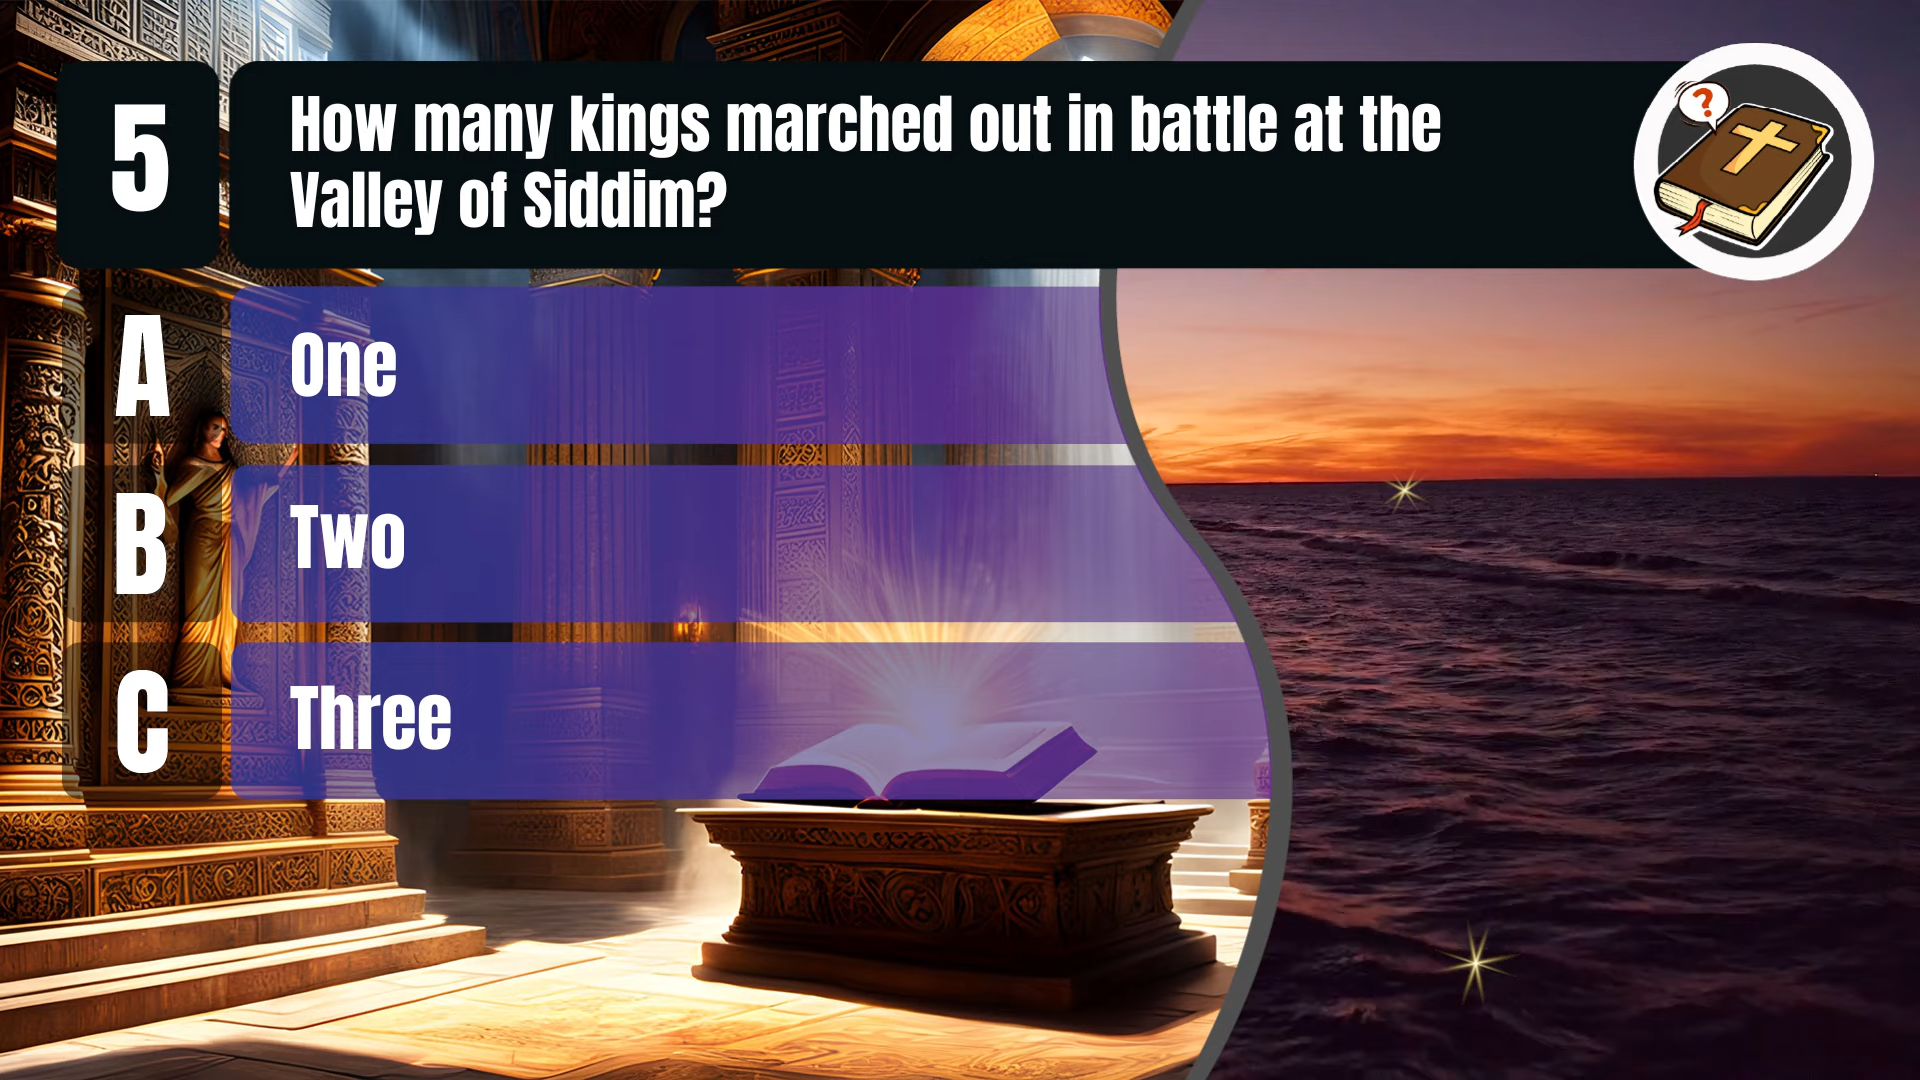 5
How many kings marched out in battle at the
Valley of Siddim?
?
A
One
B
Two
C
Three